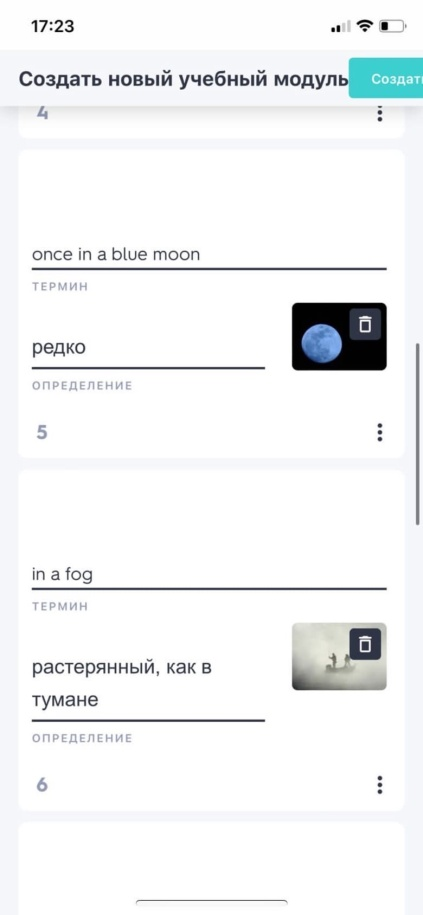 17:23
Создать новый учебный модуль
Создат
4
once in a blue moon
ТЕРМИН
редко
ОПРЕДЕЛЕНИЕ
5
in a fog
ТЕРМИН
растерянный, как в
тумане
ОПРЕДЕЛЕНИЕ
6